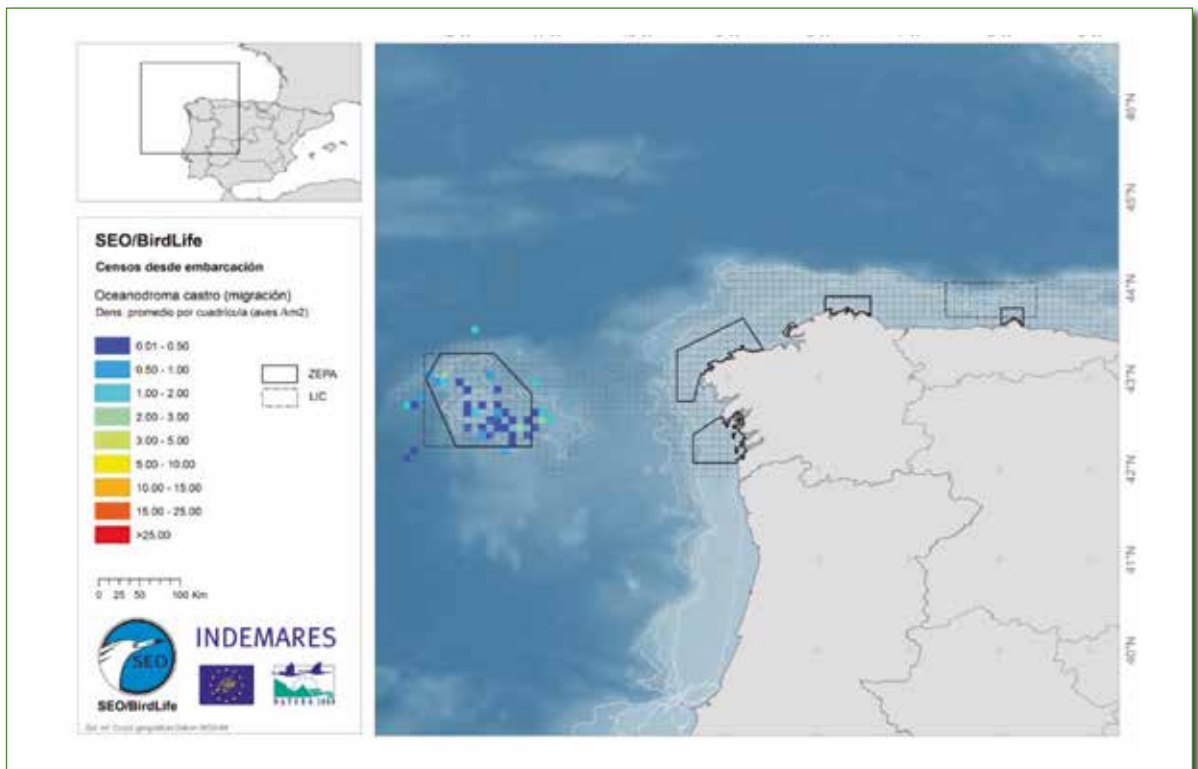 SEO/BirdLife
Censos desde embarcación
Oceanodroma castro (migración)
Dens. promedio por cuadrícula (aves /km2)
0.01 - 0.50
0.50 - 1.00
1.00 - 2.00
2.00 - 3.00
3.00 - 5.00
5.00 - 10.00
10.00 - 15.00
15.00 - 25.00
>25.00
ZEPA
LIC
0 25 50 100 Km
SEO
SEO/BirdLife
INDEMARES
NATURA 2000
46°N
45°N
44°N
43°N
42°N
41°N
40°N